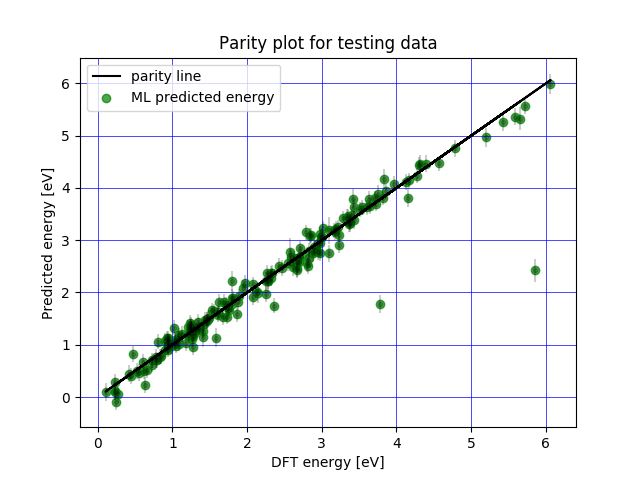 Parity plot for testing data
parity line
ML predicted energy
Predicted energy [eV]
6
5
4
3
2
1
0
0 1 2 3 4 5 6
DFT energy [eV]